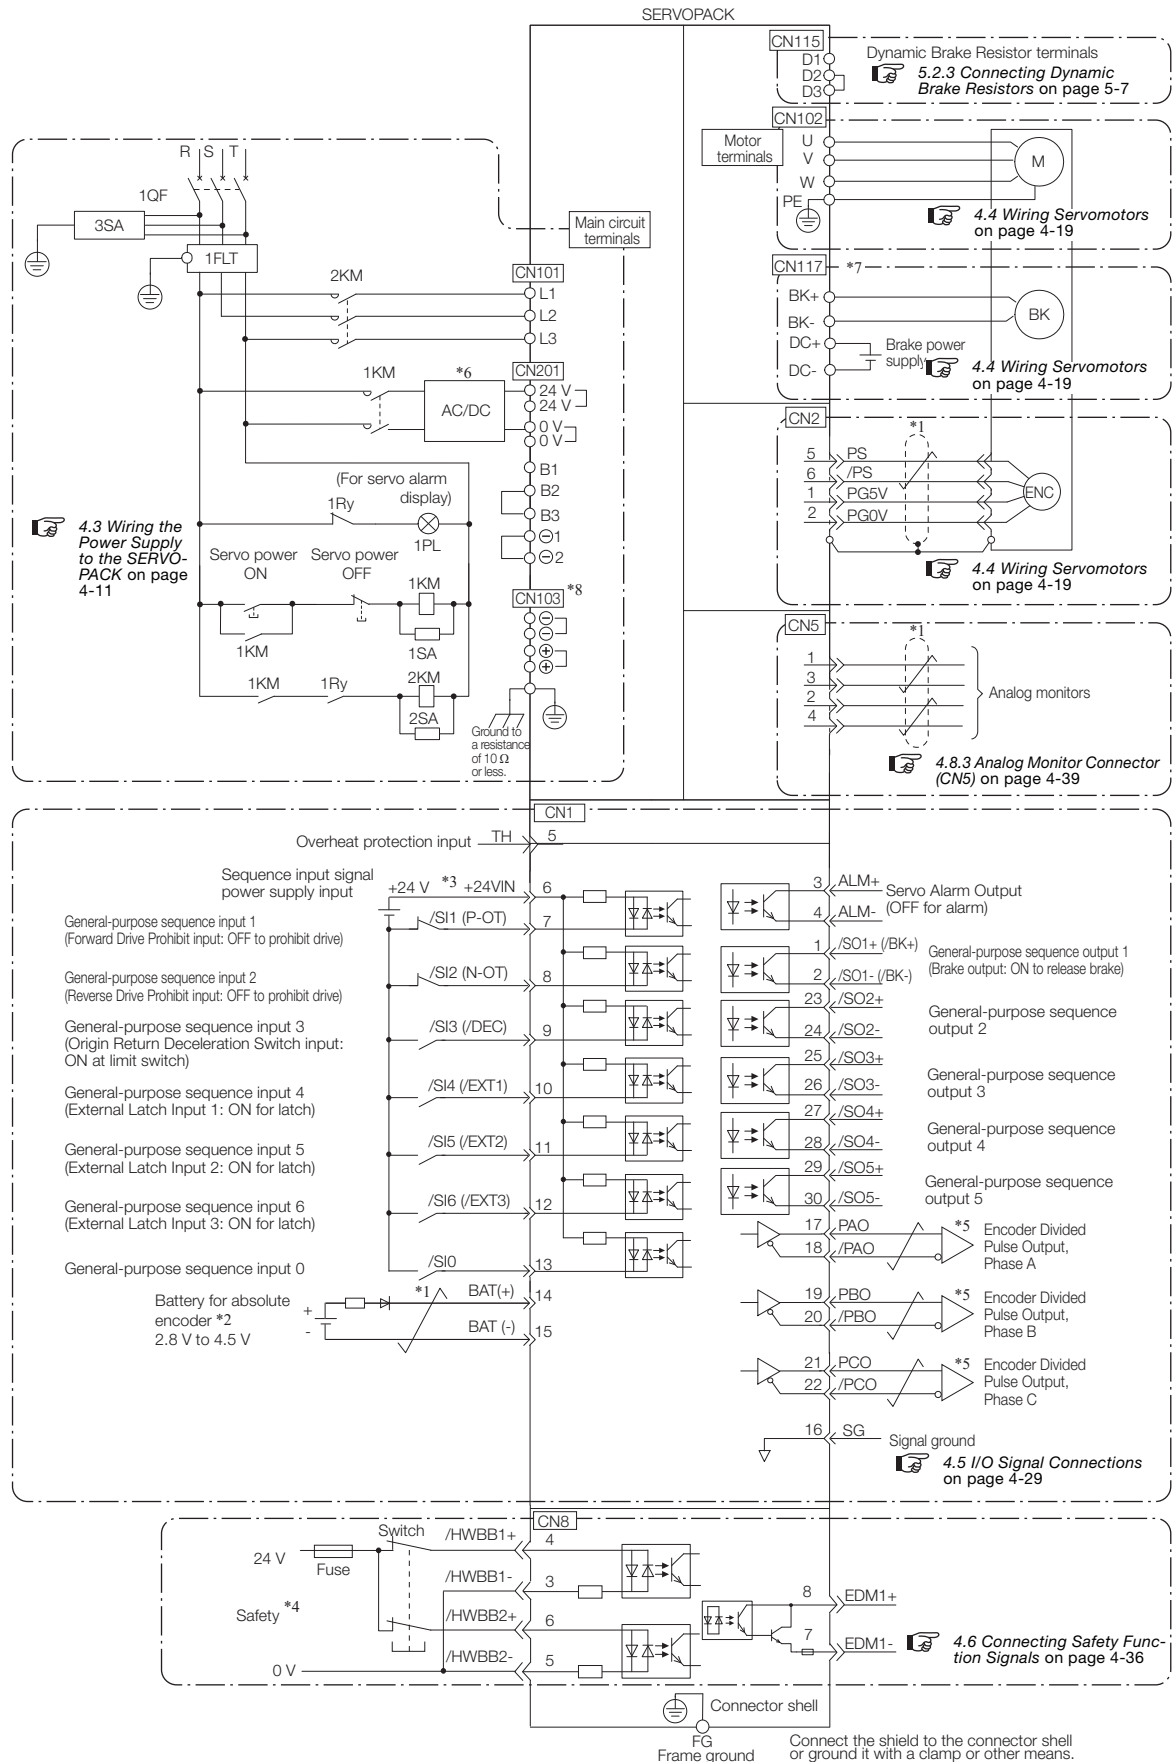 SERVOPACK
CN115
D1
D2
D3
Dynamic Brake Resistor terminals
5.2.3 Connecting Dynamic
Brake Resistors on page 5-7
CN102
Motor
terminals
U
V
W
PE
M
4.4 Wiring Servomotors
on page 4-19
CN117 *7
BK+
BK-
DC+
DC-
BK
Brake power
supply
4.4 Wiring Servomotors
on page 4-19
CN2
*1
5 PS
6 /PS
1 PG5V
2 PG0V
ENC
4.4 Wiring Servomotors
on page 4-19
CN5
*1
1
3
2
4
Analog monitors
4.8.3 Analog Monitor Connector
(CN5) on page 4-39
R S T
1QF
3SA
1FLT
Main circuit
terminals
2KM
CN101
L1
L2
L3
1KM
*6
AC/DC
CN201
24 V
24 V
0 V
0 V
B1
B2
B3
⊖1
⊖2
(For servo alarm
display)
1Ry
1PL
4.3 Wiring the
Power Supply
to the SERVO-
PACK on page
4-11
Servo power
ON
Servo power
OFF
1KM
1KM
1SA
CN103 *8
⊖
⊖
⊕
⊕
1KM
1Ry
2KM
2SA
Ground to
a resistance
of 10 Ω
or less.
CN1
Overheat protection input TH 5
Sequence input signal
power supply input
+24 V *3 +24VIN 6
General-purpose sequence input 1
(Forward Drive Prohibit input: OFF to prohibit drive)
/SI1 (P-OT) 7
General-purpose sequence input 2
(Reverse Drive Prohibit input: OFF to prohibit drive)
/SI2 (N-OT) 8
General-purpose sequence input 3
(Origin Return Deceleration Switch input:
ON at limit switch)
/SI3 (/DEC) 9
General-purpose sequence input 4
(External Latch Input 1: ON for latch)
/SI4 (/EXT1) 10
General-purpose sequence input 5
(External Latch Input 2: ON for latch)
/SI5 (/EXT2) 11
General-purpose sequence input 6
(External Latch Input 3: ON for latch)
/SI6 (/EXT3) 12
General-purpose sequence input 0
/SI0 13
Battery for absolute
encoder *2
2.8 V to 4.5 V
+
-
*1
BAT(+) 14
BAT (-) 15
3 ALM+
4 ALM-
Servo Alarm Output
(OFF for alarm)
1 /SO1+ (/BK+)
2 /SO1- (/BK-)
General-purpose sequence output 1
(Brake output: ON to release brake)
23 /SO2+
24 /SO2-
General-purpose sequence
output 2
25 /SO3+
26 /SO3-
General-purpose sequence
output 3
27 /SO4+
28 /SO4-
General-purpose sequence
output 4
29 /SO5+
30 /SO5-
General-purpose sequence
output 5
17 PAO
18 /PAO
*5 Encoder Divided
Pulse Output,
Phase A
19 PBO
20 /PBO
*5 Encoder Divided
Pulse Output,
Phase B
21 PCO
22 /PCO
*5 Encoder Divided
Pulse Output,
Phase C
16 SG
Signal ground
4.5 I/O Signal Connections
on page 4-29
CN8
24 V
Fuse
Switch
/HWBB1+ 4
/HWBB1- 3
Safety *4
/HWBB2+ 6
/HWBB2- 5
0 V
8 EDM1+
7 EDM1-
4.6 Connecting Safety Func-
tion Signals on page 4-36
Connector shell
FG
Frame ground
Connect the shield to the connector shell
or ground it with a clamp or other means.